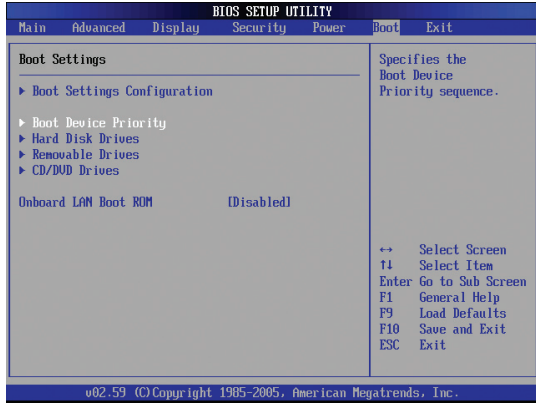 BIOS SETUP UTILITY
Main Advanced Display Security Power Boot Exit
Boot Settings
▶ Boot Settings Configuration
▶ Boot Device Priority
▶ Hard Disk Drives
▶ Removable Drives
▶ CD/DVD Drives
Onboard LAN Boot ROM [Disabled]
Specifies the
Boot Device
Priority sequence.
↔ Select Screen
↑↓ Select Item
Enter Go to Sub Screen
F1 General Help
F9 Load Defaults
F10 Save and Exit
ESC Exit
v02.59 (C)Copyright 1985-2005, American Megatrends, Inc.